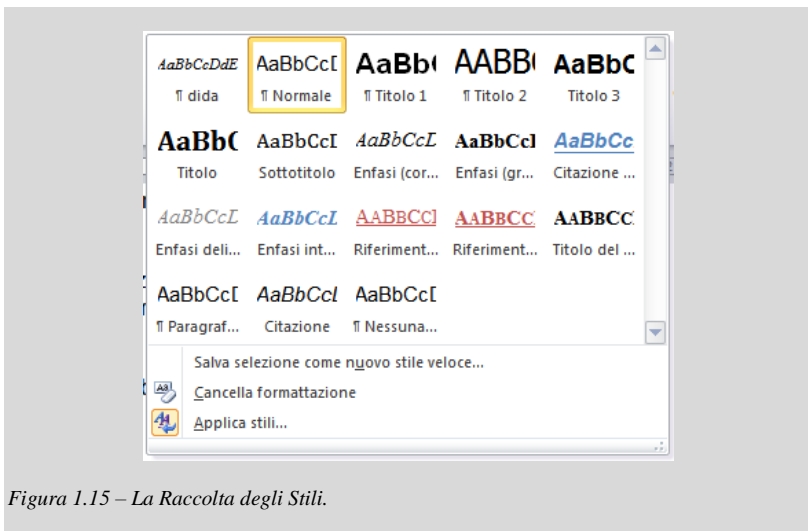 AaBbCcDdE AaBbCcD AaBb AABB AaBbC
¶ dida ¶ Normale ¶ Titolo 1 ¶ Titolo 2 Titolo 3
AaBb( AaBbCcI AaBbCcL AaBbCcI AaBbCc
Titolo Sottotitolo Enfasi (cor... Enfasi (gr... Citazione ...
AaBbCcL AaBbCcL AABBCCI AABBCC AABBCC
Enfasi deli... Enfasi int... Riferiment... Riferiment... Titolo del ...
AaBbCc[ AaBbCcl AaBbCc[
¶ Paragraf... Citazione ¶ Nessuna...
Salva selezione come nuovo stile veloce...
Cancella formattazione
Applica stili...
Figura 1.15 – La Raccolta degli Stili.